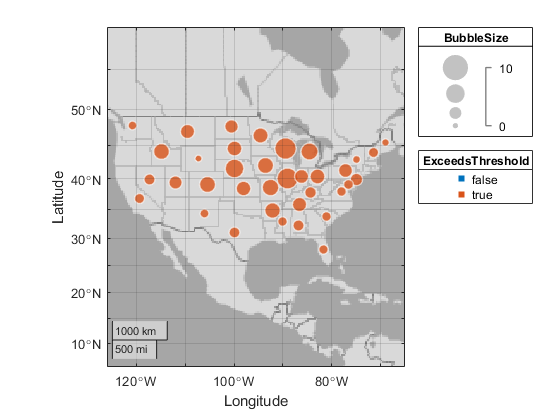 BubbleSize
10
0
ExceedsThreshold
false
true
50°N
40°N
30°N
20°N
10°N
Latitude
1000 km
500 mi
120°W
100°W
80°W
Longitude